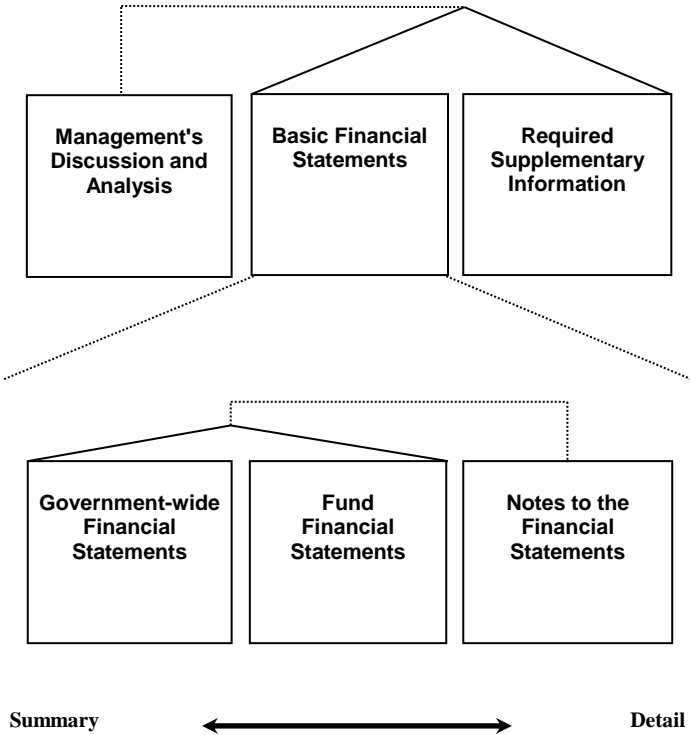 Management's
Discussion and
Analysis
Basic Financial
Statements
Required
Supplementary
Information
Government-wide
Financial
Statements
Fund
Financial
Statements
Notes to the
Financial
Statements
Summary
Detail